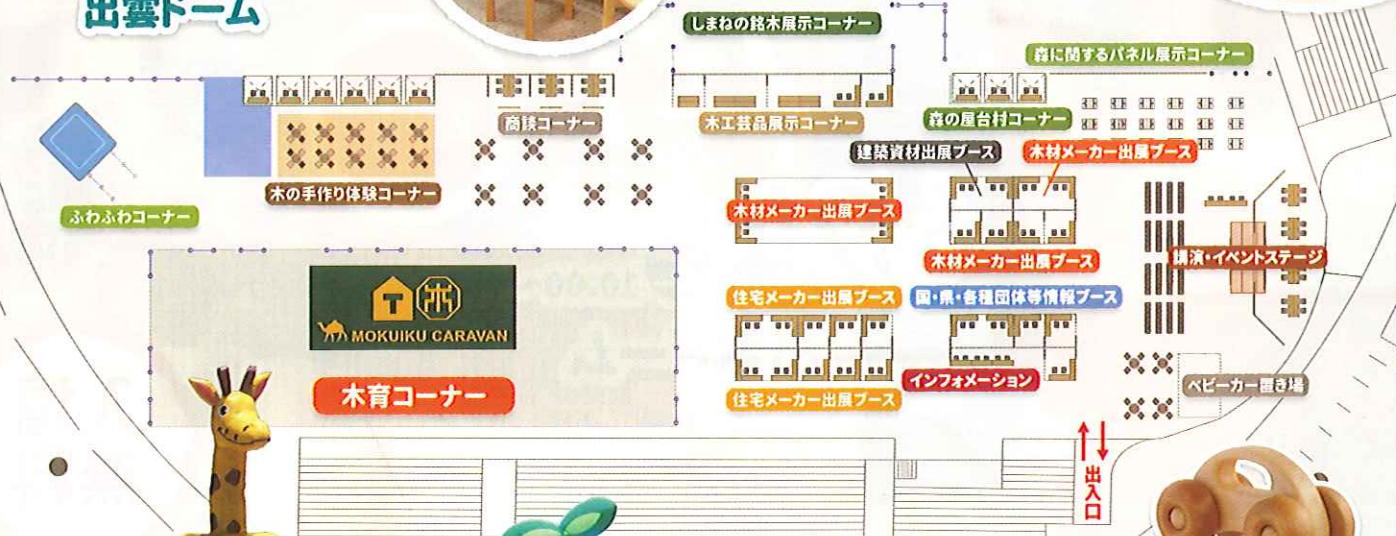 出雲ドーム
しまねの銘木展示コーナー
森に関するパネル展示コーナー
商談コーナー
木工芸品展示コーナー
森の屋台村コーナー
建築資材出展ブース
木材メーカー出展ブース
木の手作り体験コーナー
ふわふわコーナー
木材メーカー出展ブース
木材メーカー出展ブース
講演・イベントステージ
住宅メーカー出展ブース
国・県・各種団体等情報ブース
T
MOKUIKU CARAVAN
木育コーナー
インフォメーション
ベビーカー置き場
住宅メーカー出展ブース
出入口